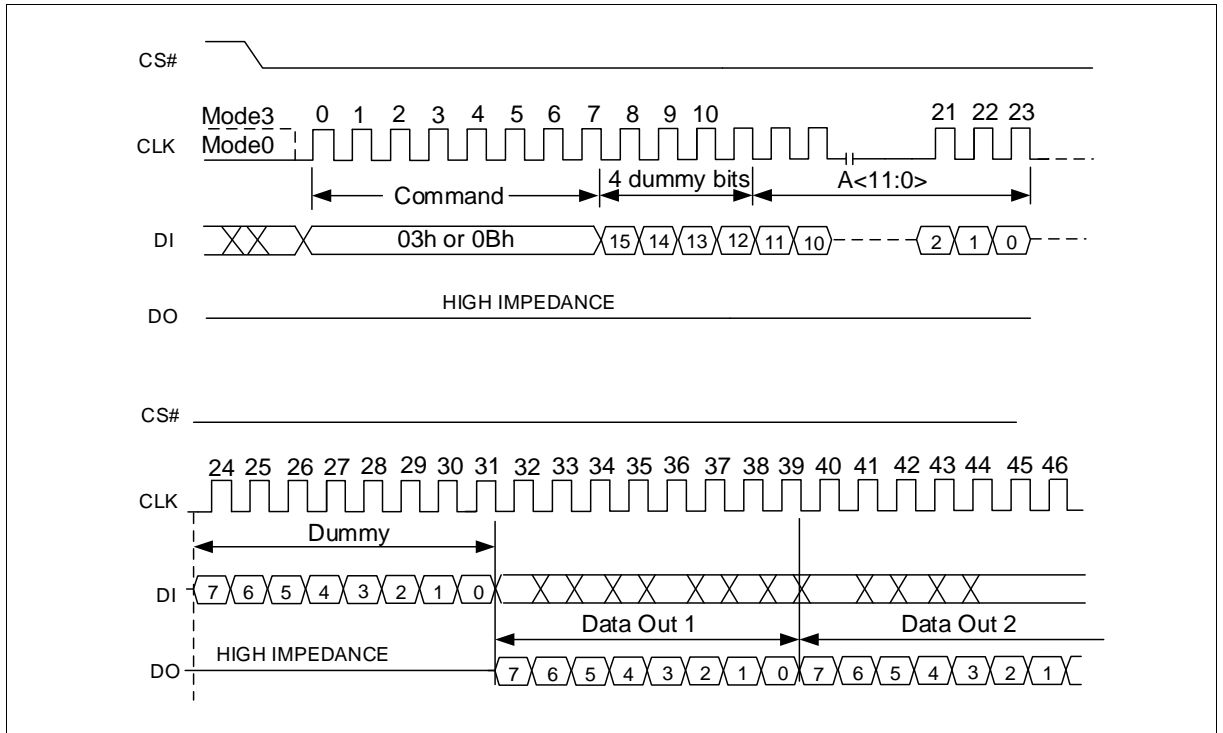 CS#
Mode3 0 1 2 3 4 5 6 7 8 9 10 21 22 23
CLK Mode0
Command 4 dummy bits A<11:0>
DI 03h or 0Bh 15 14 13 12 11 10 2 1 0
HIGH IMPEDANCE
DO
CS#
24 25 26 27 28 29 30 31 32 33 34 35 36 37 38 39 40 41 42 43 44 45 46
CLK
Dummy
DI 7 6 5 4 3 2 1 0
Data Out 1 Data Out 2
HIGH IMPEDANCE
DO 7 6 5 4 3 2 1 0 7 6 5 4 3 2 1